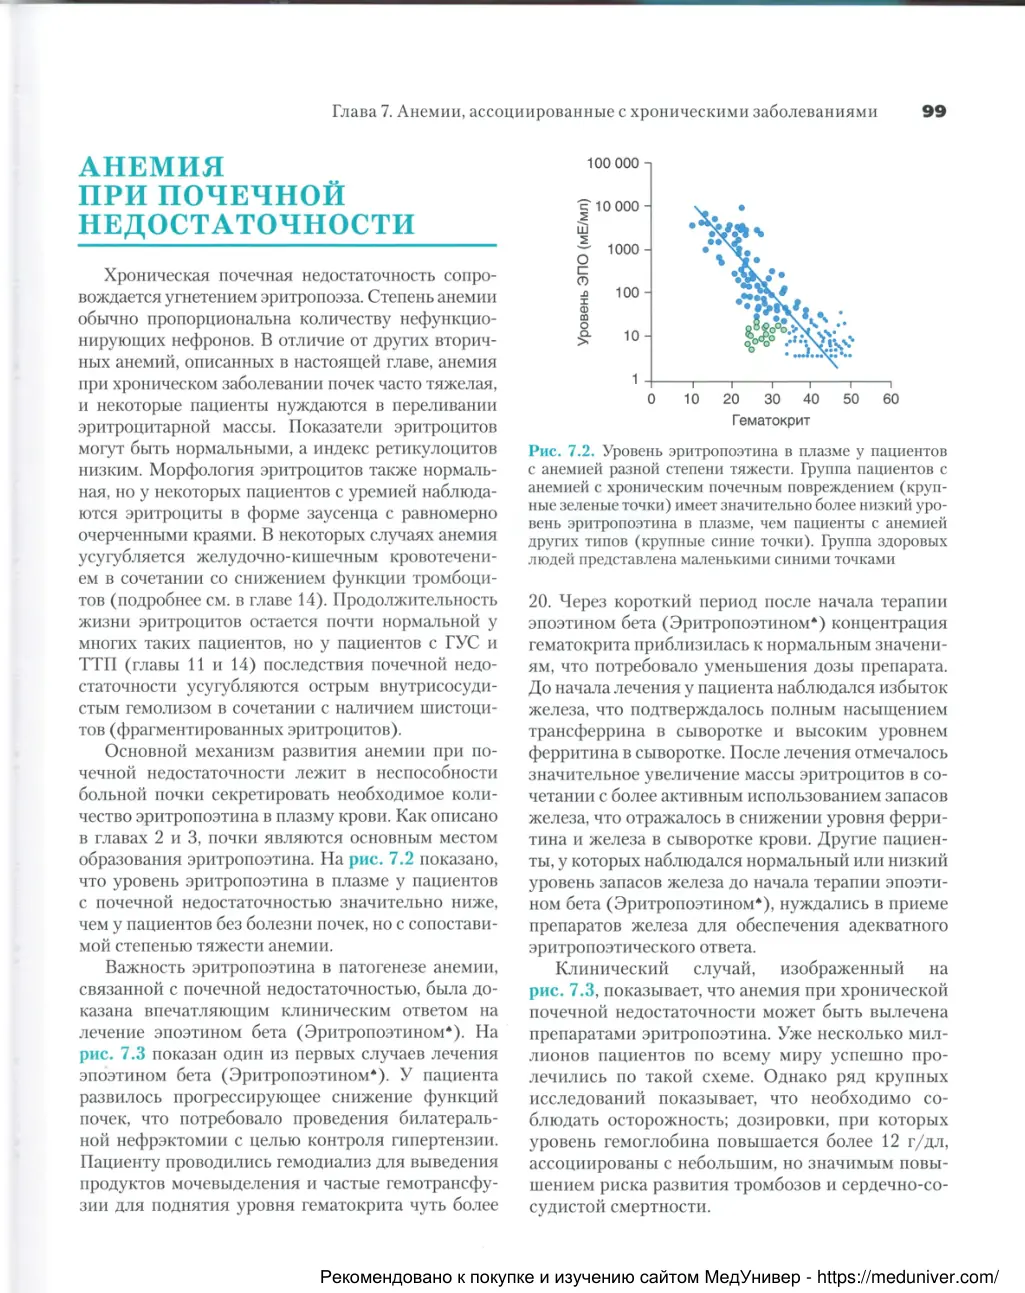 Глава 7. Анемии, ассоциированные с хроническими заболеваниями 99
АНЕМИЯ
ПРИ ПОЧЕЧНОЙ
НЕДОСТАТОЧНОСТИ
Хроническая почечная недостаточность сопро-
вождается угнетением эритропоэза. Степень анемии
обычно пропорциональна количеству нефункцио-
нирующих нефронов. В отличие от других вторич-
ных анемий, описанных в настоящей главе, анемия
при хроническом заболевании почек часто тяжелая,
и некоторые пациенты нуждаются в переливании
эритроцитарной массы. Показатели эритроцитов
могут быть нормальными, а индекс ретикулоцитов
низким. Морфология эритроцитов также нормаль-
ная, но у некоторых пациентов с уремией наблюда-
ются эритроциты в форме заусенца с равномерно
очерченными краями. В некоторых случаях анемия
усугубляется желудочно-кишечным кровотечени-
ем в сочетании со снижением функции тромбоци-
тов (подробнее см. в главе 14). Продолжительность
жизни эритроцитов остается почти нормальной у
многих таких пациентов, но у пациентов с ГУС и
ТТП (главы 11 и 14) последствия почечной недо-
статочности усугубляются острым внутрисосуди-
стым гемолизом в сочетании с наличием шистоци-
тов (фрагментированных эритроцитов).
Основной механизм развития анемии при по-
чечной недостаточности лежит в неспособности
больной почки секретировать необходимое коли-
чество эритропоэтина в плазму крови. Как описано
в главах 2 и 3, почки являются основным местом
образования эритропоэтина. На рис. 7.2 показано,
что уровень эритропоэтина в плазме у пациентов
с почечной недостаточностью значительно ниже,
чем у пациентов без болезни почек, но с сопостави-
мой степенью тяжести анемии.
Важность эритропоэтина в патогенезе анемии,
связанной с почечной недостаточностью, была до-
казана впечатляющим клиническим ответом на
лечение эпоэтином бета (Эритропоэтином♠). На
рис. 7.3 показан один из первых случаев лечения
эпоэтином бета (Эритропоэтином♠). У пациента
развилось прогрессирующее снижение функций
почек, что потребовало проведения билатераль-
ной нефрэктомии с целью контроля гипертензии.
Пациенту проводились гемодиализ для выведения
продуктов мочевыделения и частые гемотрансфу-
зии для поднятия уровня гематокрита чуть более
100 000
10 000
1000
100
10
1
Уровень ЭПО (мЕ/мл)
0 10 20 30 40 50 60
Гематокрит
Рис. 7.2. Уровень эритропоэтина в плазме у пациентов
с анемией разной степени тяжести. Группа пациентов с
анемией с хроническим почечным повреждением (круп-
ные зеленые точки) имеет значительно более низкий уро-
вень эритропоэтина в плазме, чем пациенты с анемией
других типов (крупные синие точки). Группа здоровых
людей представлена маленькими синими точками
20. Через короткий период после начала терапии
эпоэтином бета (Эритропоэтином♠) концентрация
гематокрита приблизилась к нормальным значени-
ям, что потребовало уменьшения дозы препарата.
До начала лечения у пациента наблюдался избыток
железа, что подтверждалось полным насыщением
трансферрина в сыворотке и высоким уровнем
ферритина в сыворотке. После лечения отмечалось
значительное увеличение массы эритроцитов в со-
четании с более активным использованием запасов
железа, что отражалось в снижении уровня ферри-
тина и железа в сыворотке крови. Другие пациен-
ты, у которых наблюдался нормальный или низкий
уровень запасов железа до начала терапии эпоэти-
ном бета (Эритропоэтином♠), нуждались в приеме
препаратов железа для обеспечения адекватного
эритропоэтического ответа.
Клинический случай, изображенный на
рис. 7.3, показывает, что анемия при хронической
почечной недостаточности может быть вылечена
препаратами эритропоэтина. Уже несколько мил-
лионов пациентов по всему миру успешно про-
лечились по такой схеме. Однако ряд крупных
исследований показывает, что необходимо со-
блюдать осторожность; дозировки, при которых
уровень гемоглобина повышается более 12 г/дл,
ассоциированы с небольшим, но значимым повы-
шением риска развития тромбозов и сердечно-со-
судистой смертности.
Рекомендовано к покупке и изучению сайтом МедУнивер - https://meduniver.com/